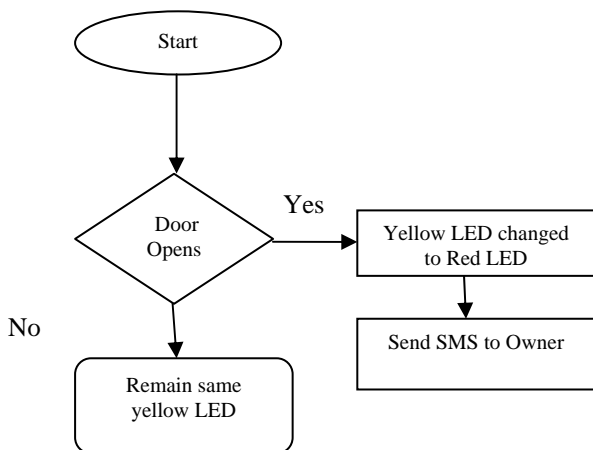 Start
Door
Opens
Yes
Yellow LED changed
to Red LED
No
Send SMS to Owner
Remain same
yellow LED